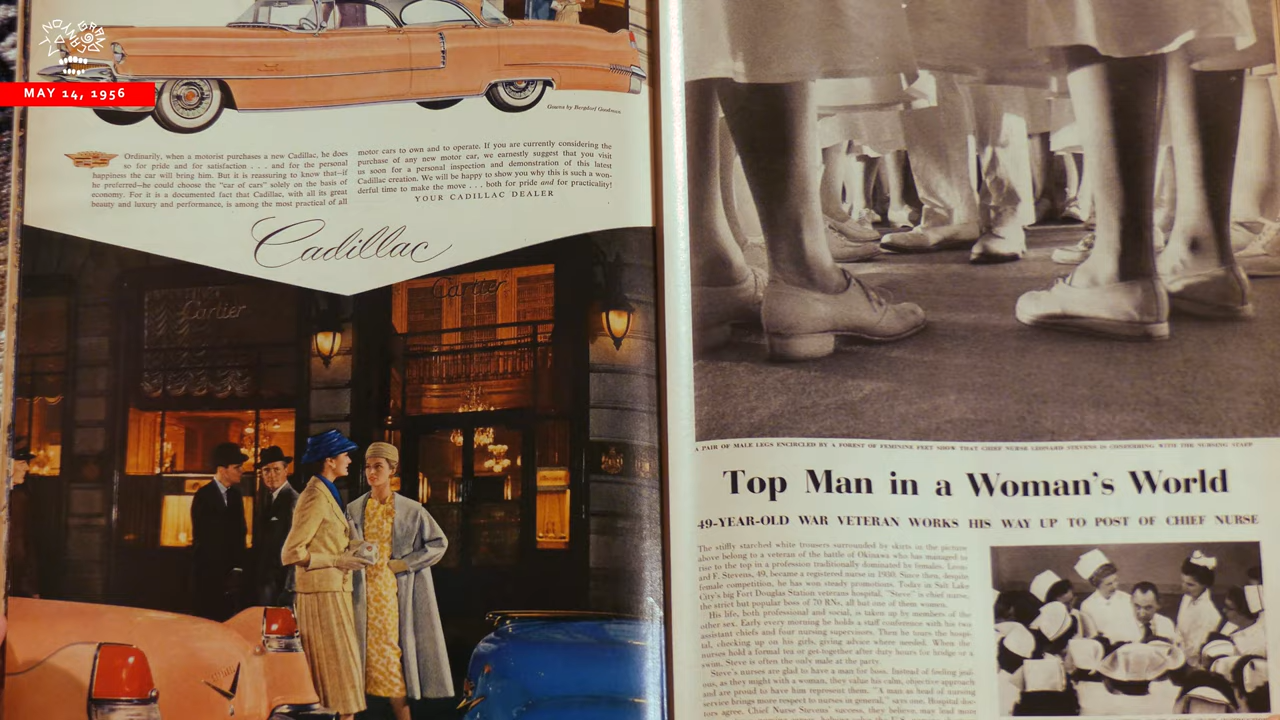 GRAND
CANYON
MAY 14, 1956
Gowns by Bergdorf Goodman
Ordinarily, when a motorist purchases a new Cadillac, he does
so for pride and for satisfaction . . . and for the personal
happiness the car will bring him. But it is reassuring to know that—if
he preferred—he could choose the "car of cars" solely on the basis of
economy. For it is a documented fact that Cadillac, with all its great
beauty and luxury and performance, is among the most practical of all
motor cars to own and to operate. If you are currently considering the
purchase of any new motor car, we earnestly suggest that you visit
us soon for a personal inspection and demonstration of this latest
Cadillac creation. We will be happy to show you why this is such a won-
derful time to make the move . . . both for pride and for practicality!
YOUR CADILLAC DEALER
Cadillac
Cartier
Cartier
A PAIR OF MALE LEGS ENCIRCLED BY A FOREST OF FEMININE FEET SHOW THAT CHIEF NURSE LEONARD STEVENS IS CONFERRING WITH THE NURSING STAFF
Top Man in a Woman's World
49-YEAR-OLD WAR VETERAN WORKS HIS WAY UP TO POST OF CHIEF NURSE
The stiffly starched white trousers surrounded by skirts in the picture
above belong to a veteran of the battle of Okinawa who has managed to
rise to the top in a profession traditionally dominated by females. Leon-
ard F. Stevens, 49, became a registered nurse in 1950. Since then, despite
female competition, he has won steady promotions. Today in Salt Lake
City's big Fort Douglas Station veterans hospital, "Steve" is chief nurse,
the strict but popular boss of 70 RNs, all but one of them women.
His life, both professional and social, is taken up by members of the
other sex. Early every morning he holds a staff conference with his two
assistant chiefs and four nursing supervisors. Then he tours the hospi-
tal, checking up on his girls, giving advice where needed. When the
nurses hold a formal tea or get-together after duty hours for bridge or a
swim, Steve is often the only male at the party.
Steve's nurses are glad to have a man for boss. Instead of feeling jeal-
ous, as they might with a woman, they value his calm, objective approach
and are proud to have him represent them. "A man as head of nursing
service brings more respect to nurses in general," says one. Hospital doc-
tors agree. Chief Nurse Stevens' success, they believe, may lead more